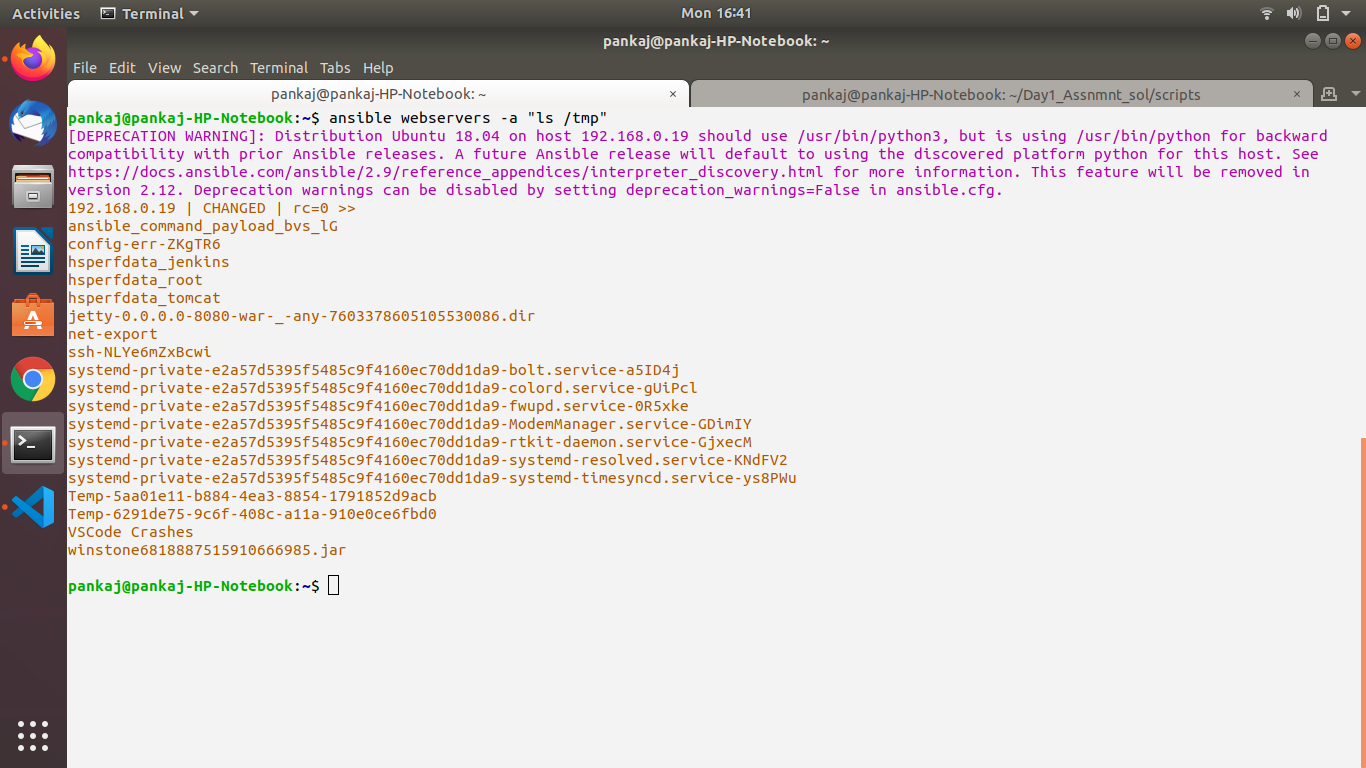 Activities Terminal Mon 16:41
pankaj@pankaj-HP-Notebook: ~
File Edit View Search Terminal Tabs Help
pankaj@pankaj-HP-Notebook: ~ × pankaj@pankaj-HP-Notebook: ~/Day1_Assnmnt_sol/scripts ×
pankaj@pankaj-HP-Notebook:~$ ansible webservers -a "ls /tmp"
[DEPRECATION WARNING]: Distribution Ubuntu 18.04 on host 192.168.0.19 should use /usr/bin/python3, but is using /usr/bin/python for backward
compatibility with prior Ansible releases. A future Ansible release will default to using the discovered platform python for this host. See
https://docs.ansible.com/ansible/2.9/reference_appendices/interpreter_discovery.html for more information. This feature will be removed in
version 2.12. Deprecation warnings can be disabled by setting deprecation_warnings=False in ansible.cfg.
192.168.0.19 | CHANGED | rc=0 >>
ansible_command_payload_bvs_lG
config-err-ZKgTR6
hsperfdata_jenkins
hsperfdata_root
hsperfdata_tomcat
jetty-0.0.0.0-8080-war-_-any-7603378605105530086.dir
net-export
ssh-NLYe6mZxBcwi
systemd-private-e2a57d5395f5485c9f4160ec70dd1da9-bolt.service-a5ID4j
systemd-private-e2a57d5395f5485c9f4160ec70dd1da9-colord.service-gUiPcl
systemd-private-e2a57d5395f5485c9f4160ec70dd1da9-fwupd.service-0R5xke
systemd-private-e2a57d5395f5485c9f4160ec70dd1da9-ModemManager.service-GDimIY
systemd-private-e2a57d5395f5485c9f4160ec70dd1da9-rtkit-daemon.service-GjxecM
systemd-private-e2a57d5395f5485c9f4160ec70dd1da9-systemd-resolved.service-KNdFV2
systemd-private-e2a57d5395f5485c9f4160ec70dd1da9-systemd-timesyncd.service-ys8PWu
Temp-5aa01e11-b884-4ea3-8854-1791852d9acb
Temp-6291de75-9c6f-408c-a11a-910e0ce6fbd0
VSCode Crashes
winstone6818887515910666985.jar
pankaj@pankaj-HP-Notebook:~$